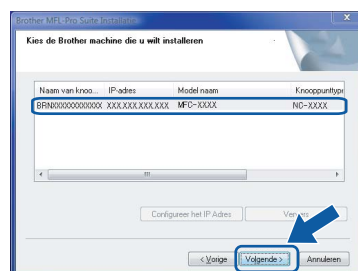 Brother MFL-Pro Suite Installatie
Kies de Brother machine die u wilt installeren
Naam van knoo... IP-adres Model naam Knooppunttype
BRNXXXXXXXXXXXX XXX.XXX.XXX.XXX MFC-XXXX NC-XXXX
Configureer het IP Adres
< Vorige Volgende > Annuleren